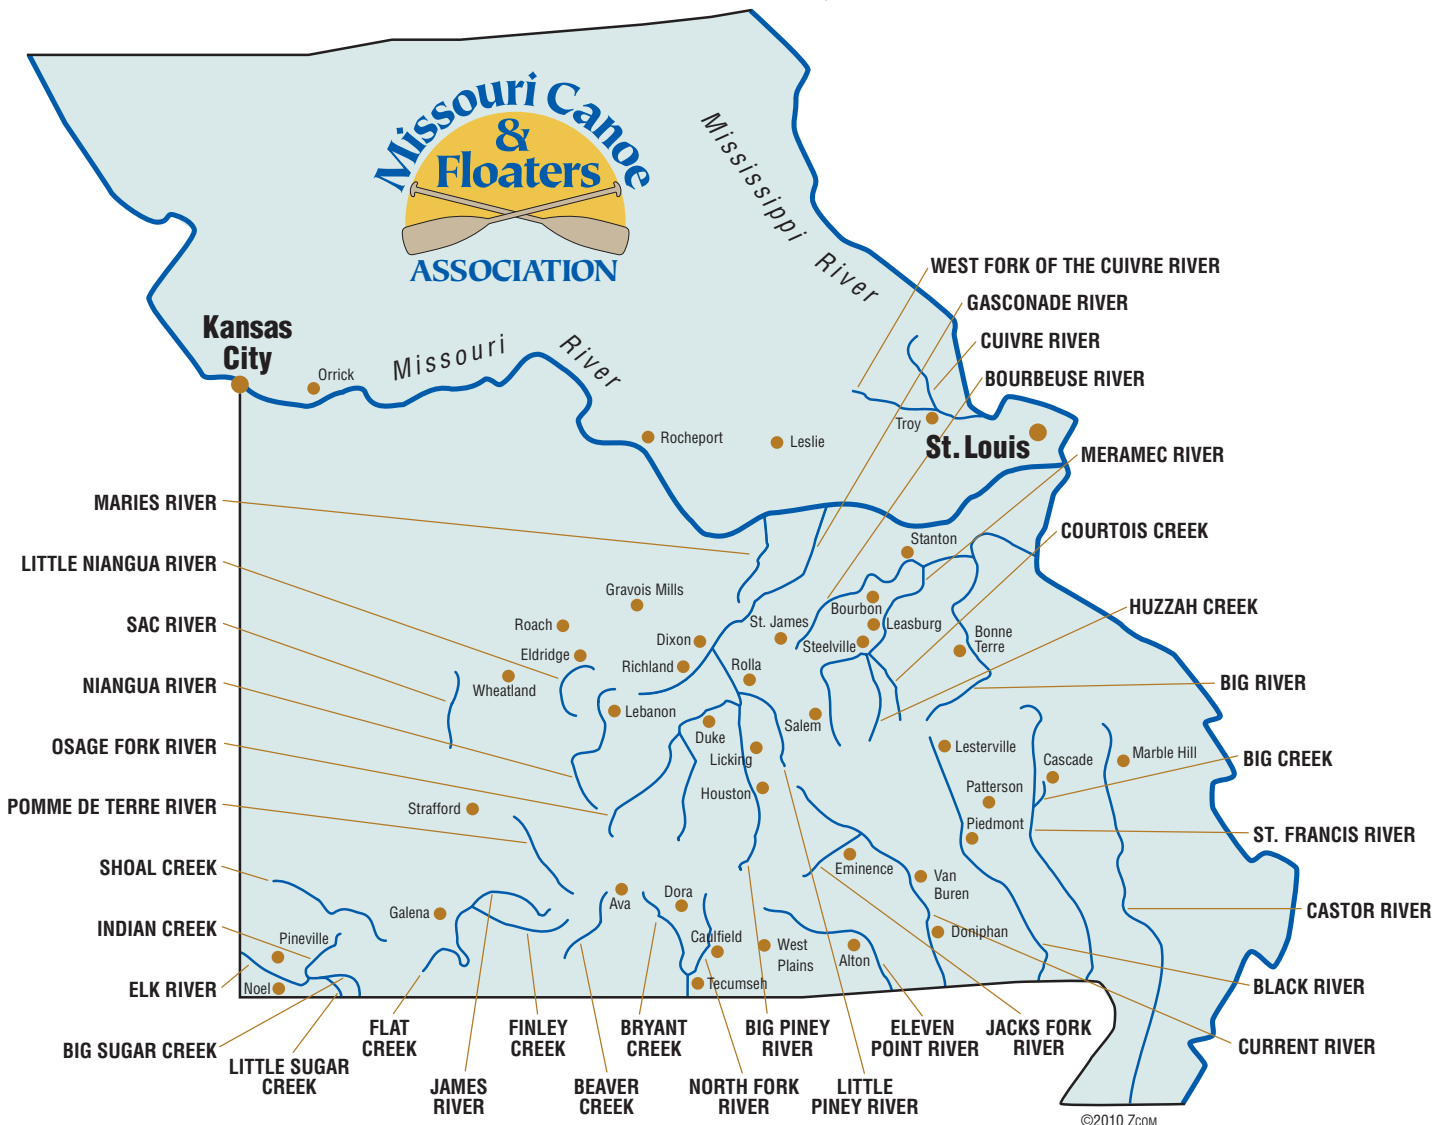 Missouri Canoe
&
Floaters
ASSOCIATION
Mississippi River
Missouri River
WEST FORK OF THE CUIVRE RIVER
GASCONADE RIVER
CUIVRE RIVER
BOURBEUSE RIVER
MERAMEC RIVER
COURTOIS CREEK
HUZZAH CREEK
BIG RIVER
BIG CREEK
ST. FRANCIS RIVER
CASTOR RIVER
BLACK RIVER
CURRENT RIVER
Kansas
City
Orrick
Rocheport
Leslie
Troy
St. Louis
MARIES RIVER
LITTLE NIANGUA RIVER
SAC RIVER
NIANGUA RIVER
OSAGE FORK RIVER
POMME DE TERRE RIVER
SHOAL CREEK
INDIAN CREEK
ELK RIVER
BIG SUGAR CREEK
LITTLE SUGAR
CREEK
Stanton
Gravois Mills
Bourbon
Roach
Dixon
St. James
Leasburg
Steelville
Bonne
Terre
Eldridge
Richland
Rolla
Wheatland
Lebanon
Duke
Salem
Licking
Lesterville
Cascade
Marble Hill
Houston
Patterson
Strafford
Piedmont
Eminence
Van
Buren
Ava
Dora
Galena
Doniphan
Pineville
Caulfield
West
Plains
Alton
Noel
Tecumseh
FLAT
CREEK
FINLEY
CREEK
BRYANT
CREEK
BIG PINEY
RIVER
ELEVEN
POINT RIVER
JACKS FORK
RIVER
JAMES
RIVER
BEAVER
CREEK
NORTH FORK
RIVER
LITTLE
PINEY RIVER
©2010 ZCOM